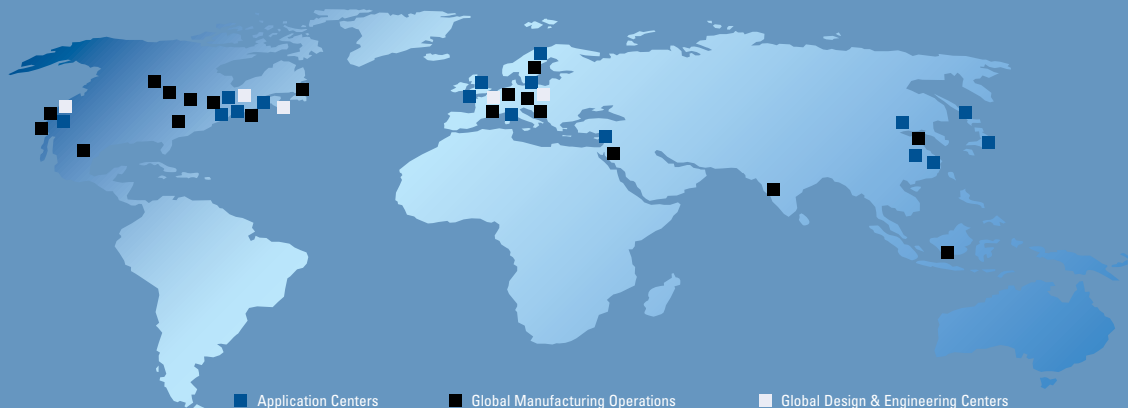 Application Centers
Global Manufacturing Operations
Global Design & Engineering Centers